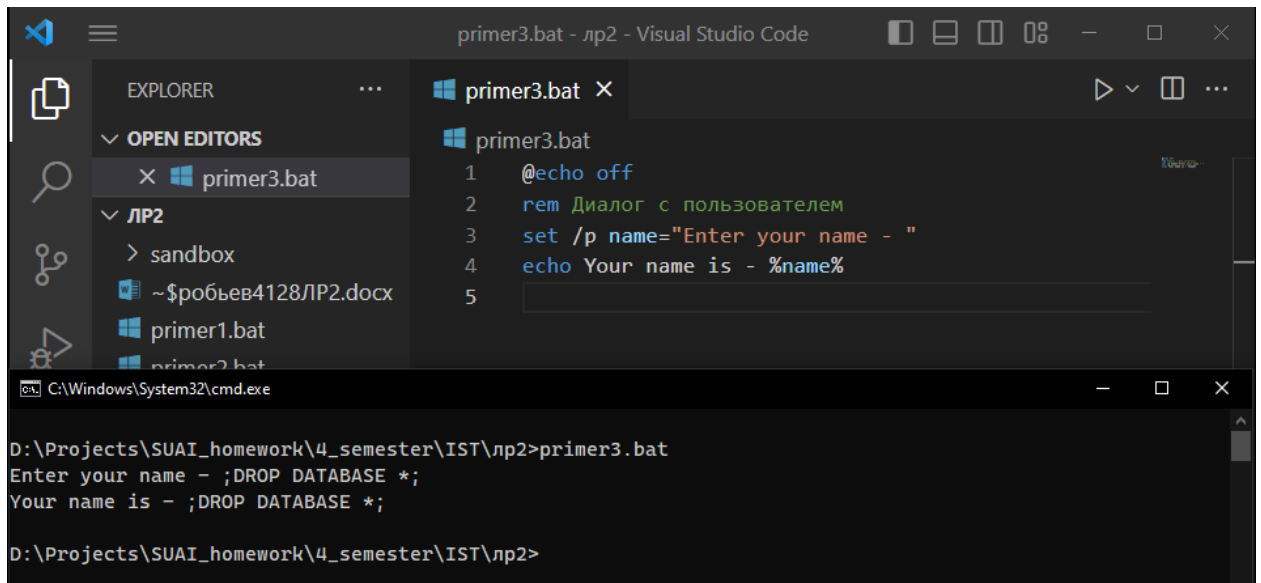 primer3.bat - лр2 - Visual Studio Code
EXPLORER ...
primer3.bat
OPEN EDITORS
primer3.bat
primer3.bat
ЛР2
sandbox
~$робьев4128ЛР2.docx
primer1.bat
primer2.bat
1 @echo off
2 rem Диалог с пользователем
3 set /p name="Enter your name - "
4 echo Your name is - %name%
5
C:\Windows\System32\cmd.exe
D:\Projects\SUAI_homework\4_semester\IST\лр2>primer3.bat
Enter your name - ;DROP DATABASE *;
Your name is - ;DROP DATABASE *;
D:\Projects\SUAI_homework\4_semester\IST\лр2>